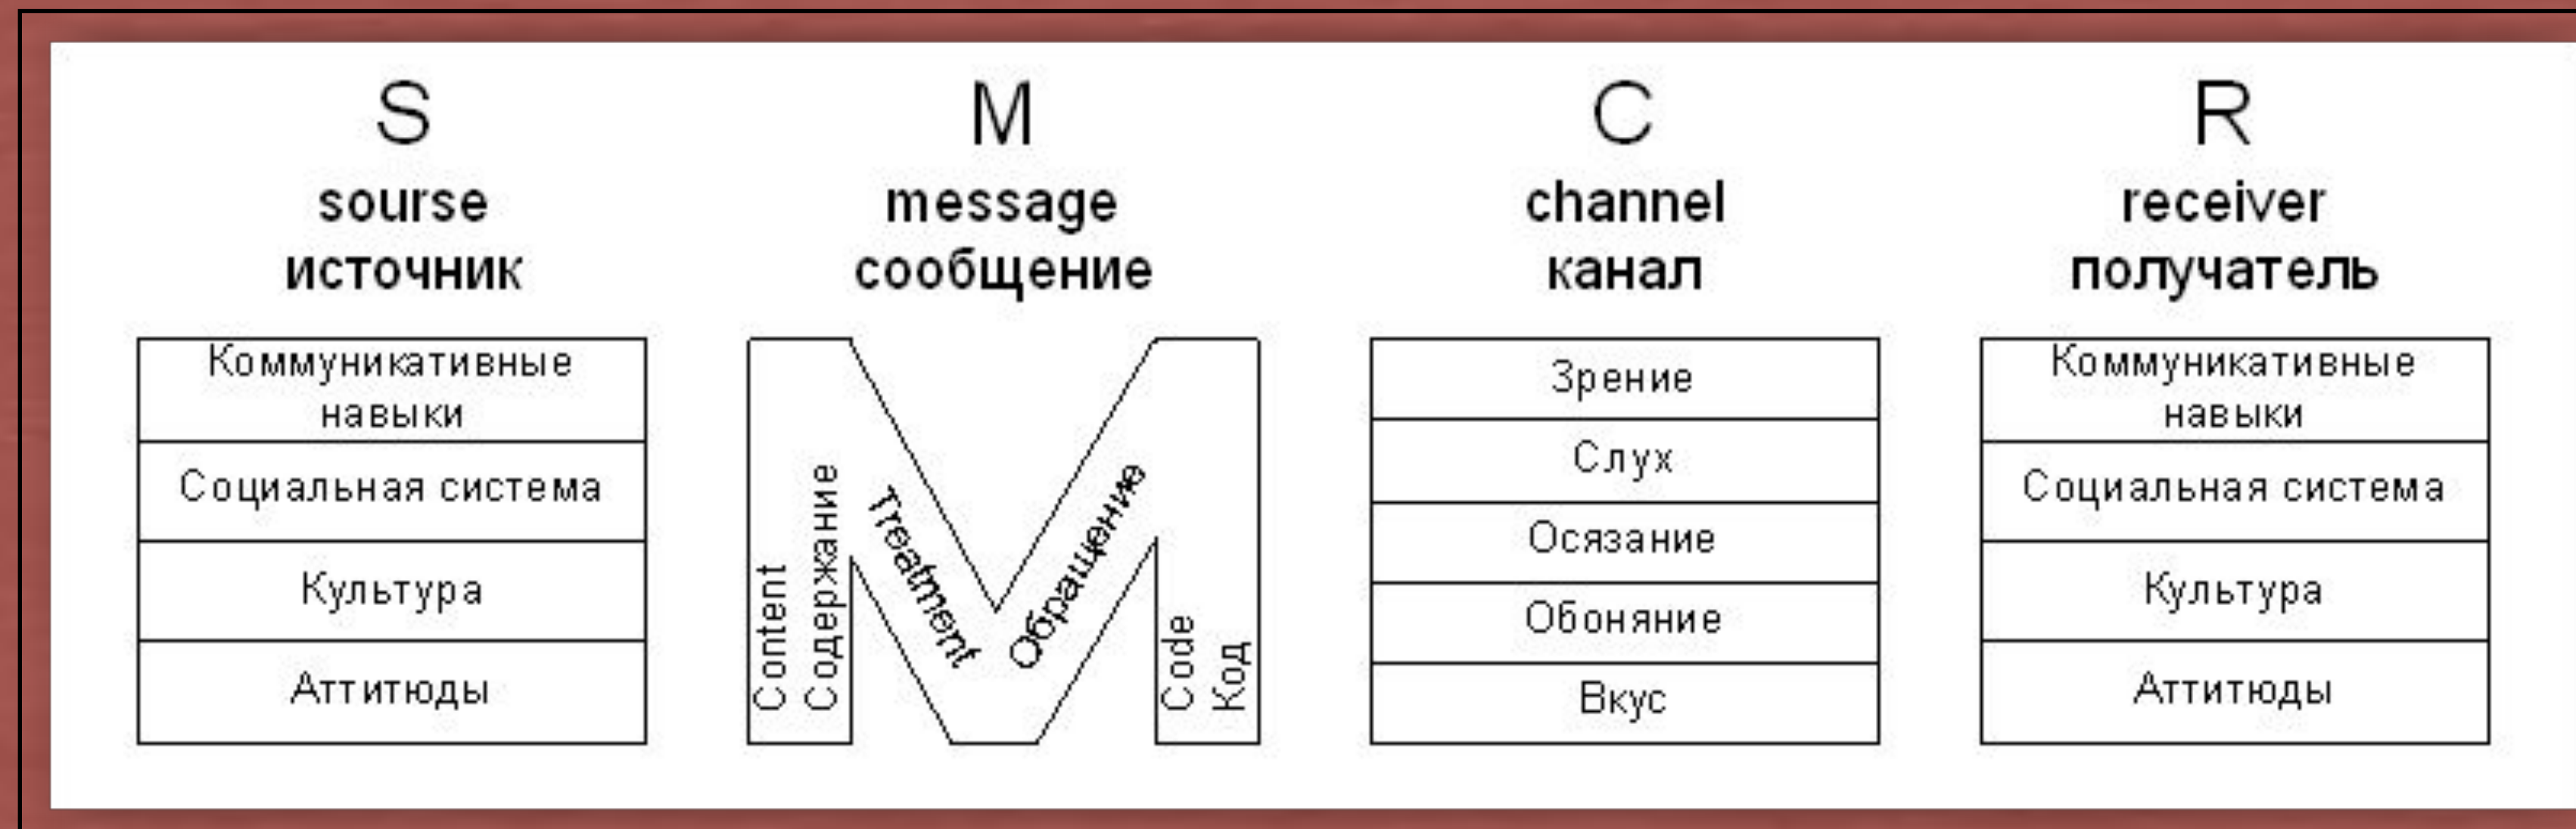 S
sourse
источник
Коммуникативные
навыки
Социальная система
Культура
Аттитюды
M
message
сообщение
Content
Содержание
Treatment
Обращение
Code
Код
C
channel
канал
Зрение
Слух
Осязание
Обоняние
Вкус
R
receiver
получатель
Коммуникативные
навыки
Социальная система
Культура
Аттитюды